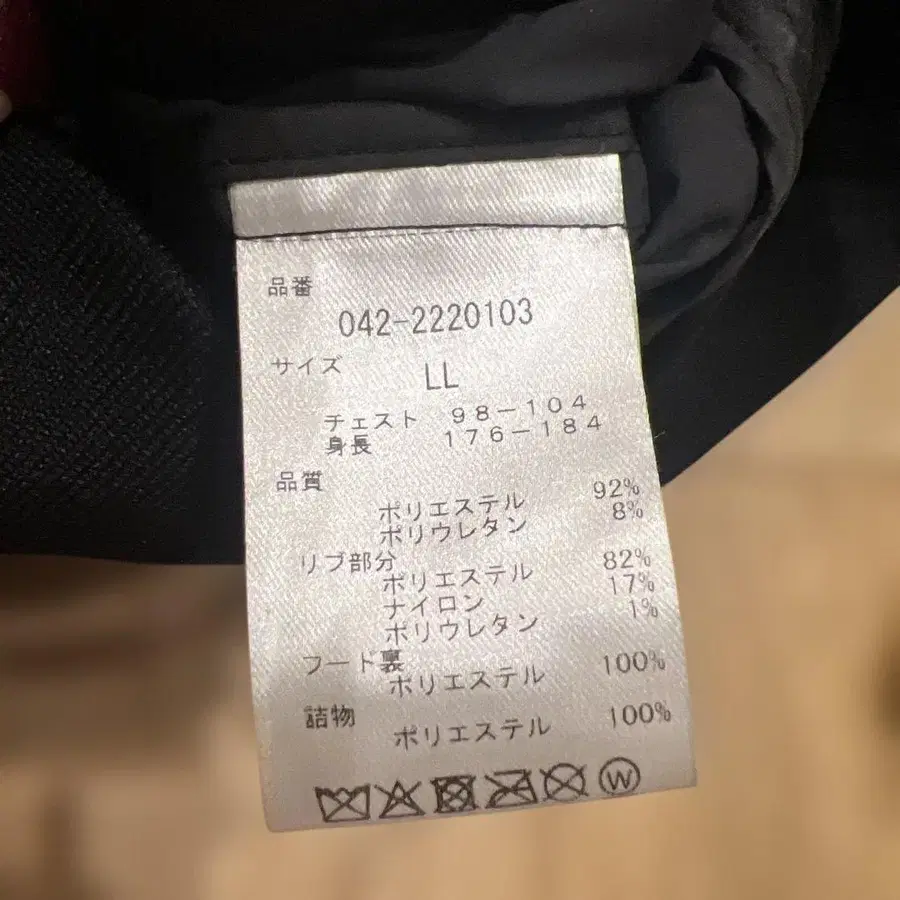 品番
042-2220103
サイズ
LL
チェスト 98-104
身長 176-184
品質
ポリエステル 92%
ポリウレタン 8%
リブ部分
ポリエステル 82%
ナイロン 17%
ポリウレタン 1%
フード裏
ポリエステル 100%
詰物
ポリエステル 100%
W